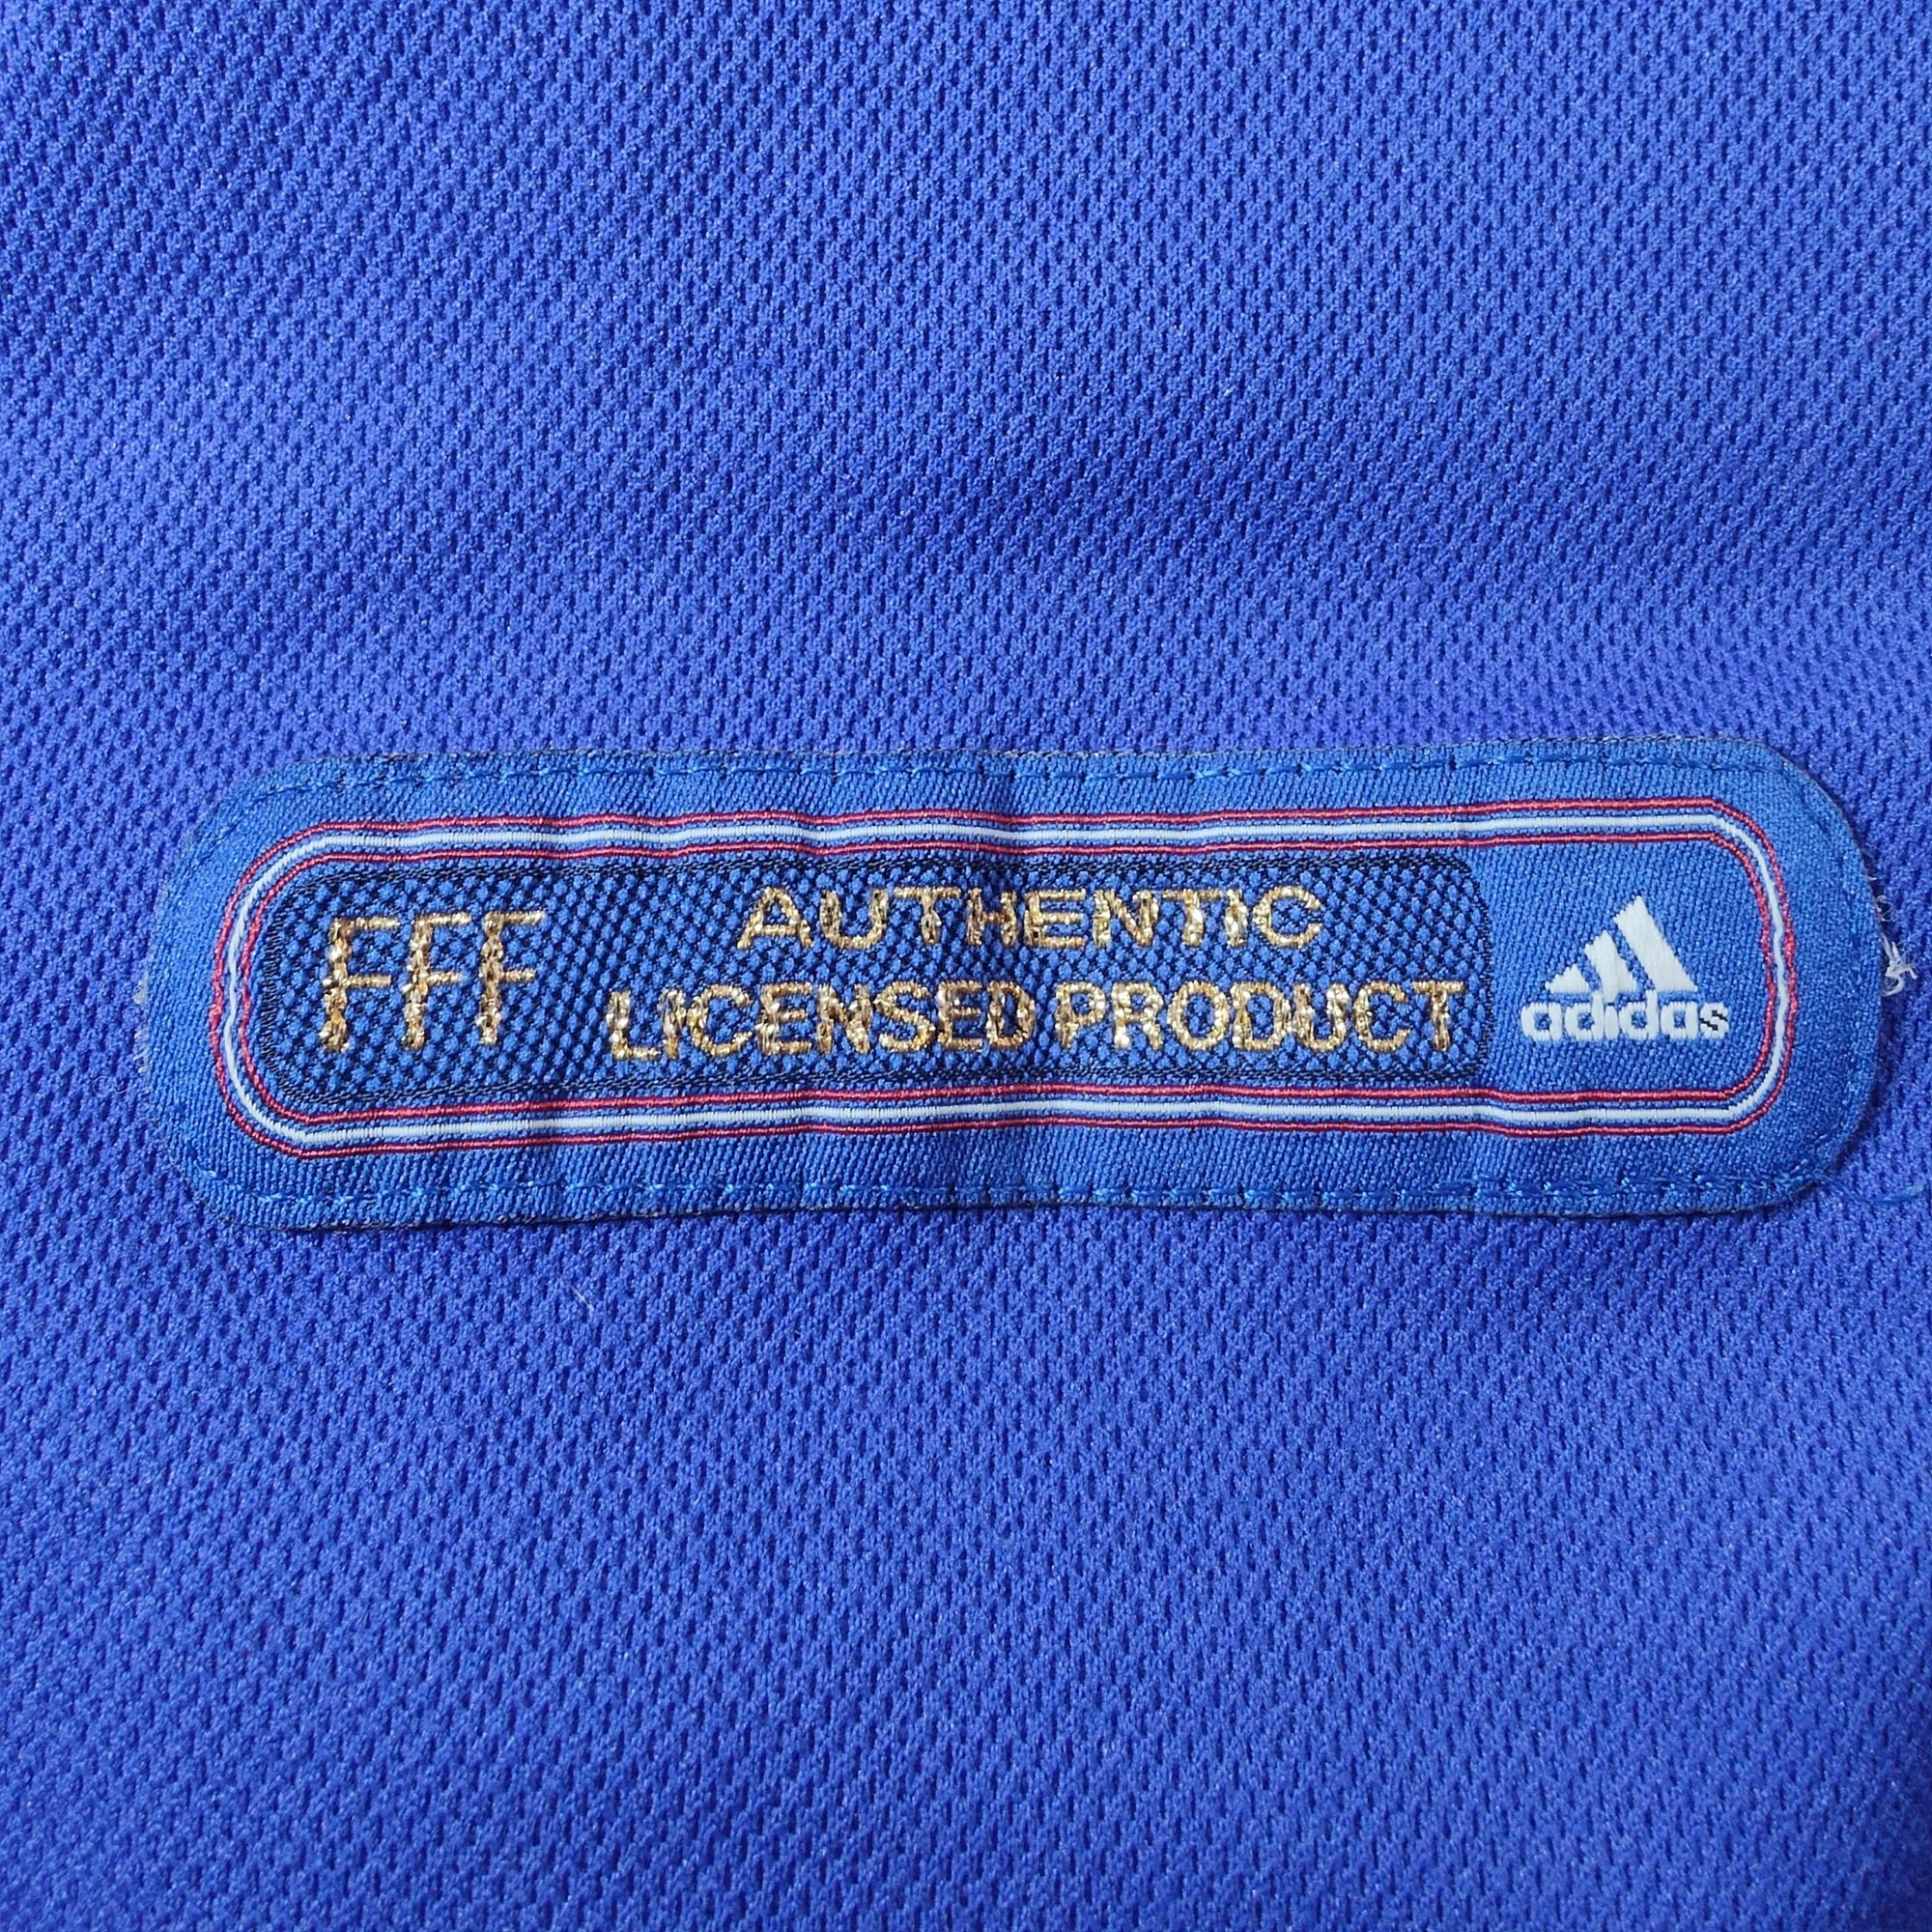 FFF
AUTHENTIC
LICENSED PRODUCT
adidas